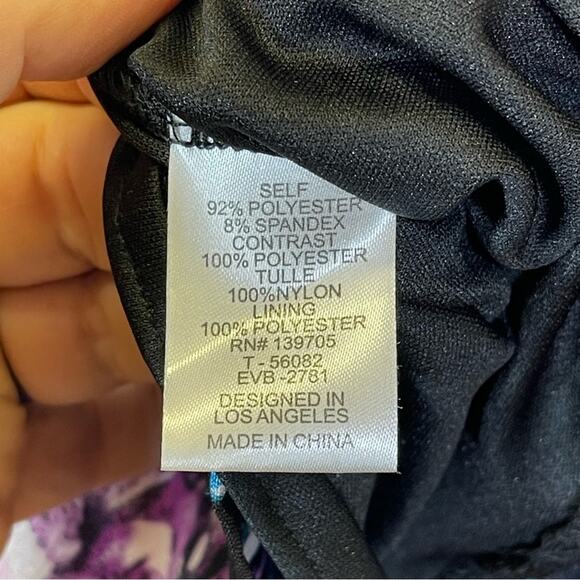 SELF
92% POLYESTER
8% SPANDEX
CONTRAST
100% POLYESTER
TULLE
100%NYLON
LINING
100% POLYESTER
RN# 139705
T - 56082
EVB -2781
DESIGNED IN
LOS ANGELES
MADE IN CHINA